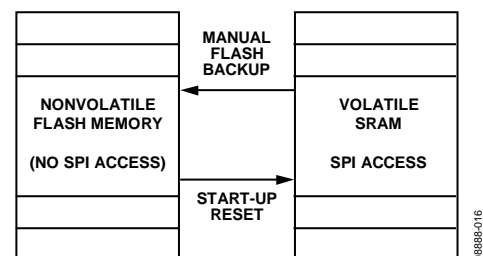 MANUAL
FLASH
BACKUP
NONVOLATILE
FLASH MEMORY
(NO SPI ACCESS)
VOLATILE
SRAM
SPI ACCESS
START-UP
RESET
08888-016